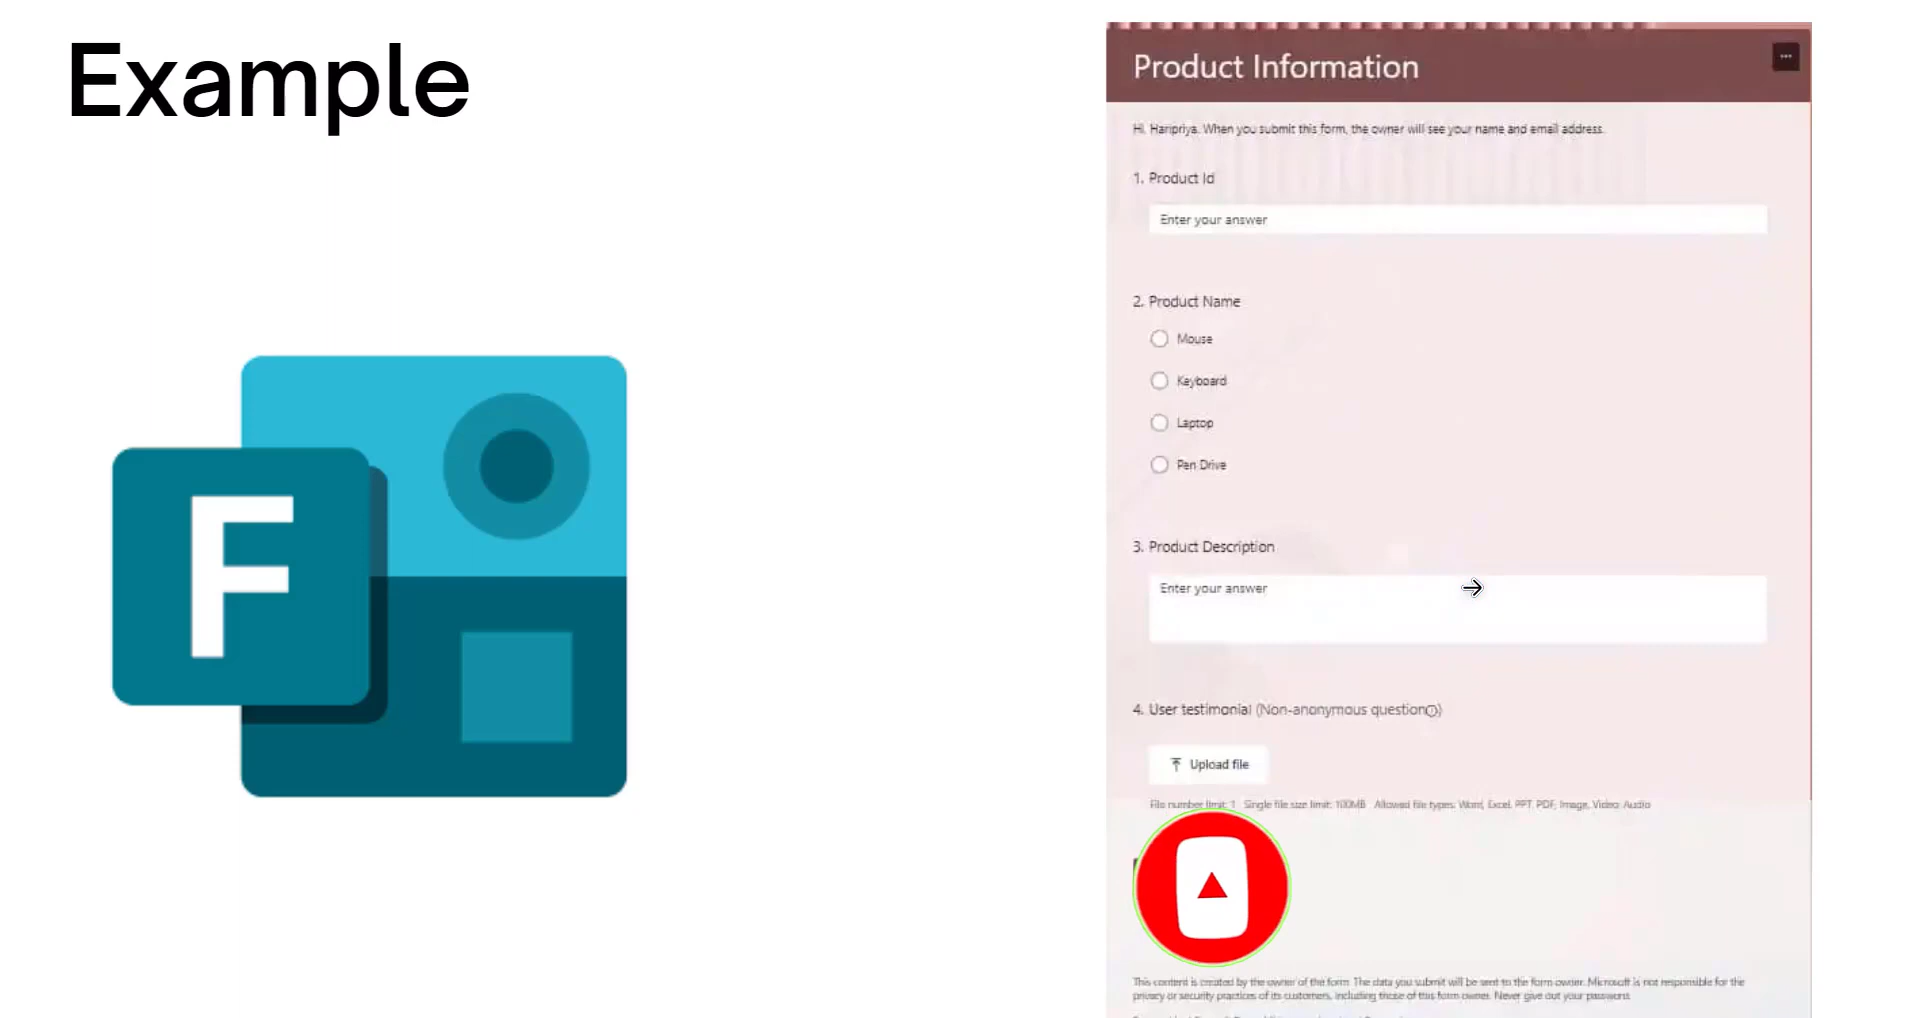 Example
F
Product Information
Hi, Haripriya. When you submit this form, the owner will see your name and email address.
1. Product Id
Enter your answer
2. Product Name
Mouse
Keyboard
Laptop
Pen Drive
3. Product Description
Enter your answer
4. User testimonial (Non-anonymous question)
Upload file
File number limit: 1 Single file size limit: 100MB Allowed file types: Word, Excel, PPT, PDF, Image, Video, Audio
This content is created by the owner of the form. The data you submit will be sent to the form owner. Microsoft is not responsible for the
privacy or security practices of its customers, including those of this form owner. Never give out your password.